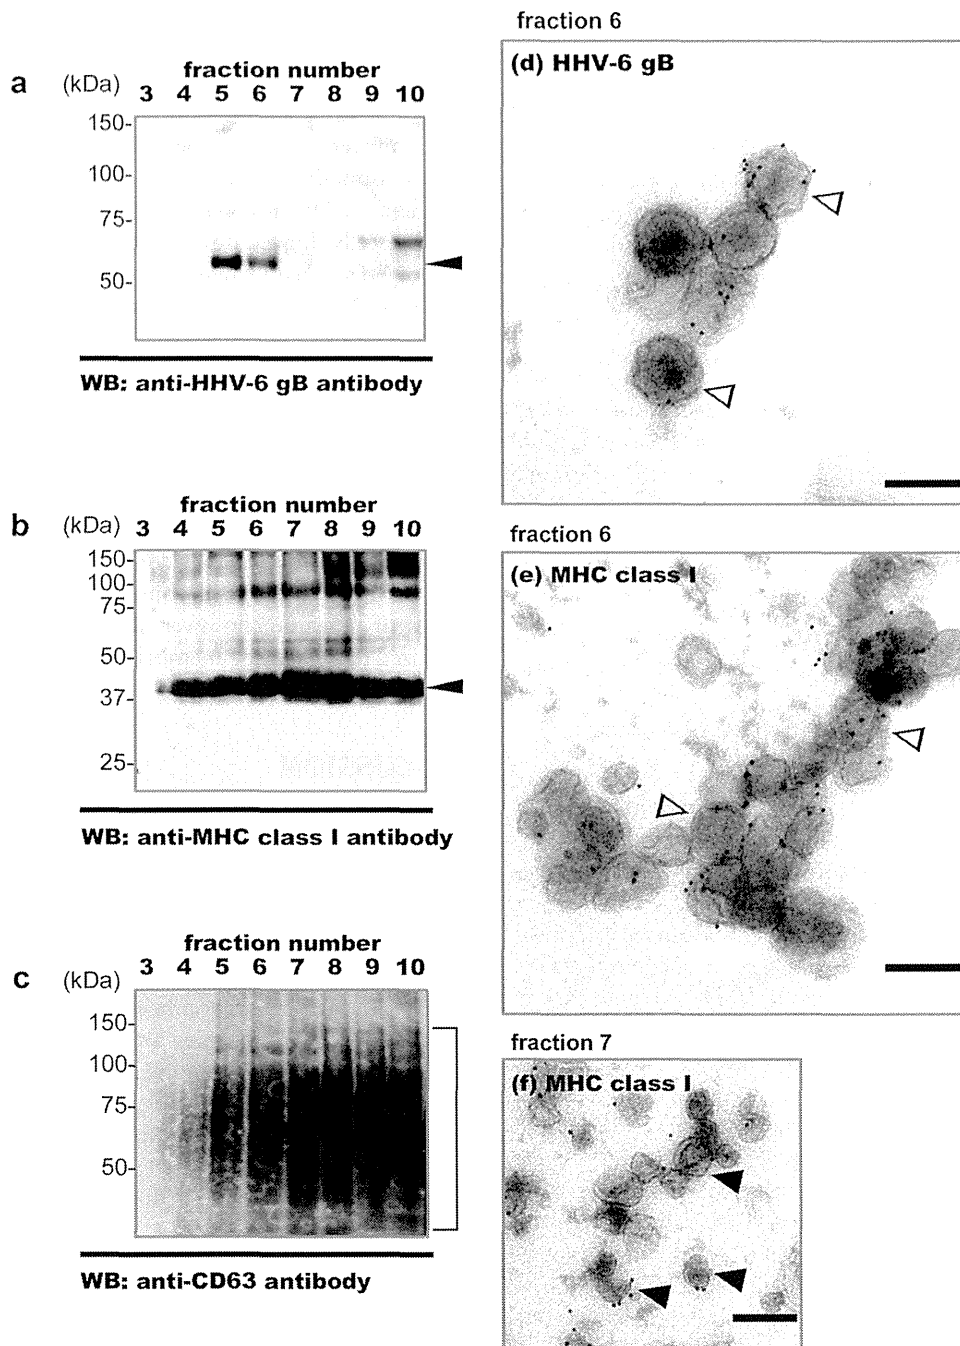 a
fraction number
(kDa) 3 4 5 6 7 8 9 10
150-
100-
75-
50-
WB: anti-HHV-6 gB antibody
b
fraction number
(kDa) 3 4 5 6 7 8 9 10
150-
100-
75-
50-
37-
25-
WB: anti-MHC class I antibody
c
fraction number
(kDa) 3 4 5 6 7 8 9 10
150-
100-
75-
50-
WB: anti-CD63 antibody
fraction 6
(d) HHV-6 gB
fraction 6
(e) MHC class I
fraction 7
(f) MHC class I